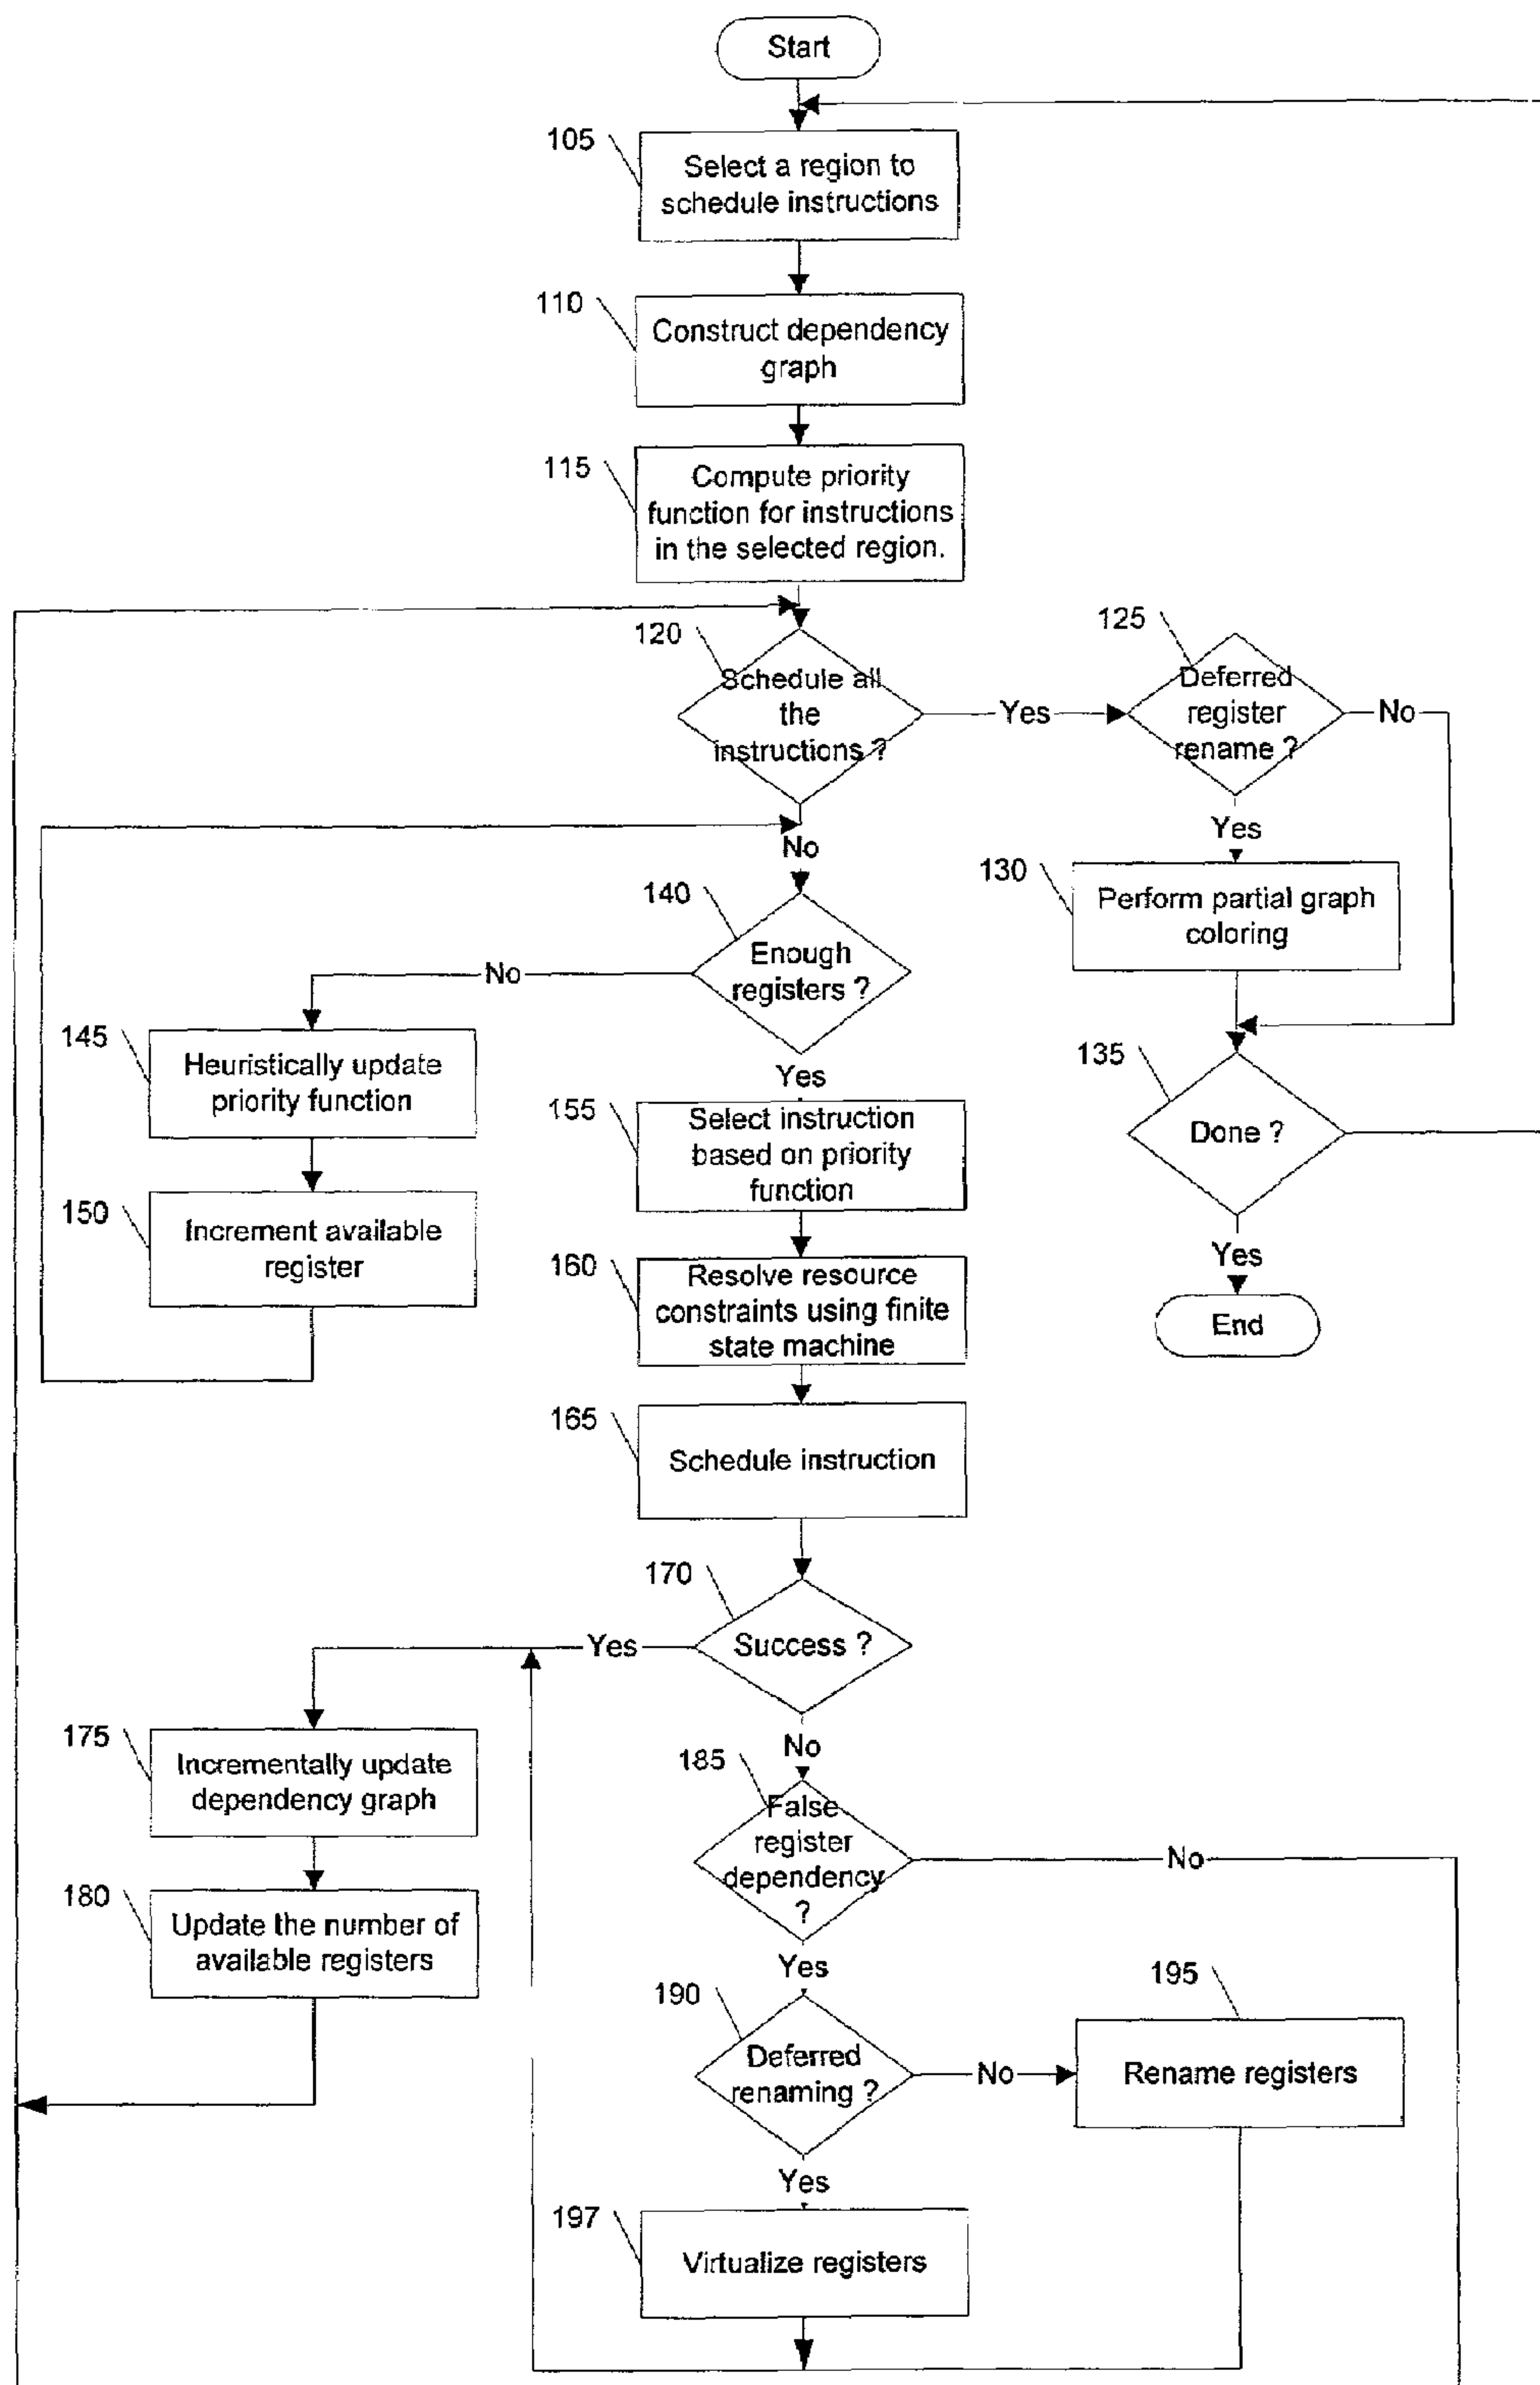 Start
105
Select a region to
schedule instructions
110
Construct dependency
graph
115
Compute priority
function for instructions
in the selected region.
120
Schedule all
the
instructions ?
Yes
125
Deferred
register
rename ?
No
Yes
130
Perform partial graph
coloring
135
Done ?
Yes
End
No
140
Enough
registers ?
No
145
Heuristically update
priority function
150
Increment available
register
Yes
155
Select instruction
based on priority
function
160
Resolve resource
constraints using finite
state machine
165
Schedule instruction
170
Success ?
Yes
175
Incrementally update
dependency graph
180
Update the number of
available registers
No
185
False
register
dependency
?
No
Yes
190
Deferred
renaming ?
No
195
Rename registers
Yes
197
Virtualize registers